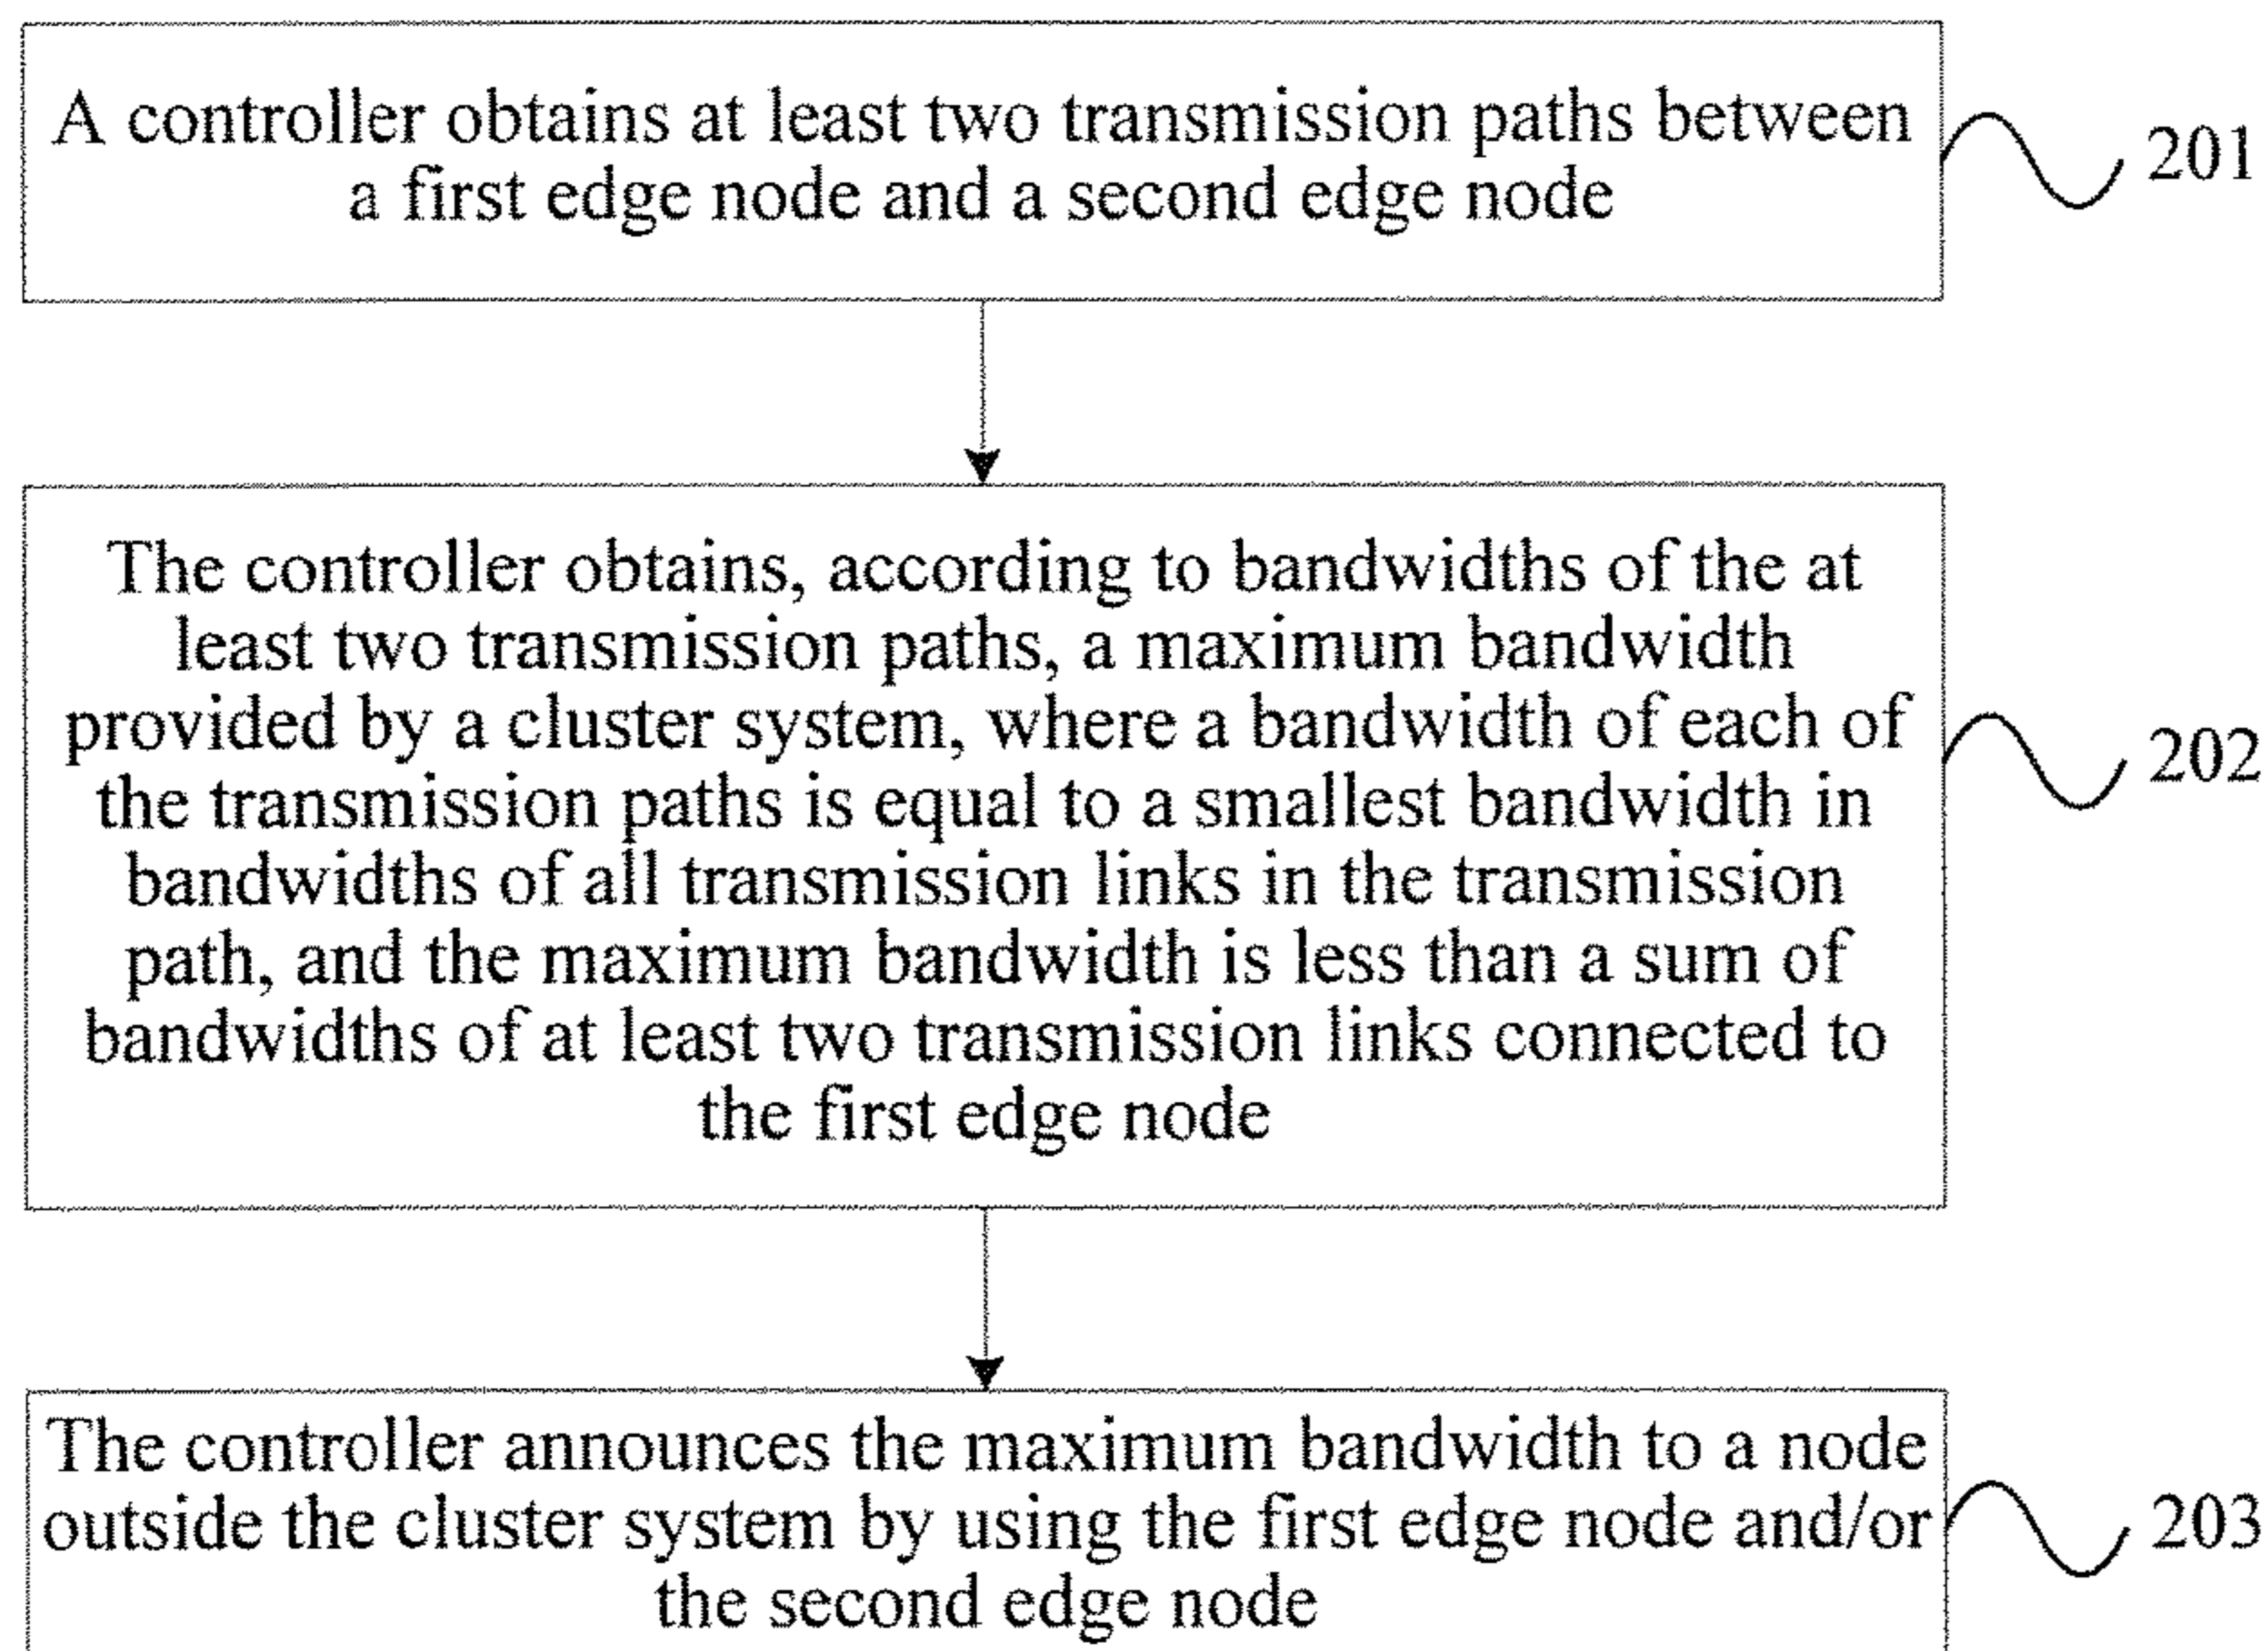 A controller obtains at least two transmission paths between
a first edge node and a second edge node
201
The controller obtains, according to bandwidths of the at
least two transmission paths, a maximum bandwidth
provided by a cluster system, where a bandwidth of each of
the transmission paths is equal to a smallest bandwidth in
bandwidths of all transmission links in the transmission
path, and the maximum bandwidth is less than a sum of
bandwidths of at least two transmission links connected to
the first edge node
202
The controller announces the maximum bandwidth to a node
outside the cluster system by using the first edge node and/or
the second edge node
203